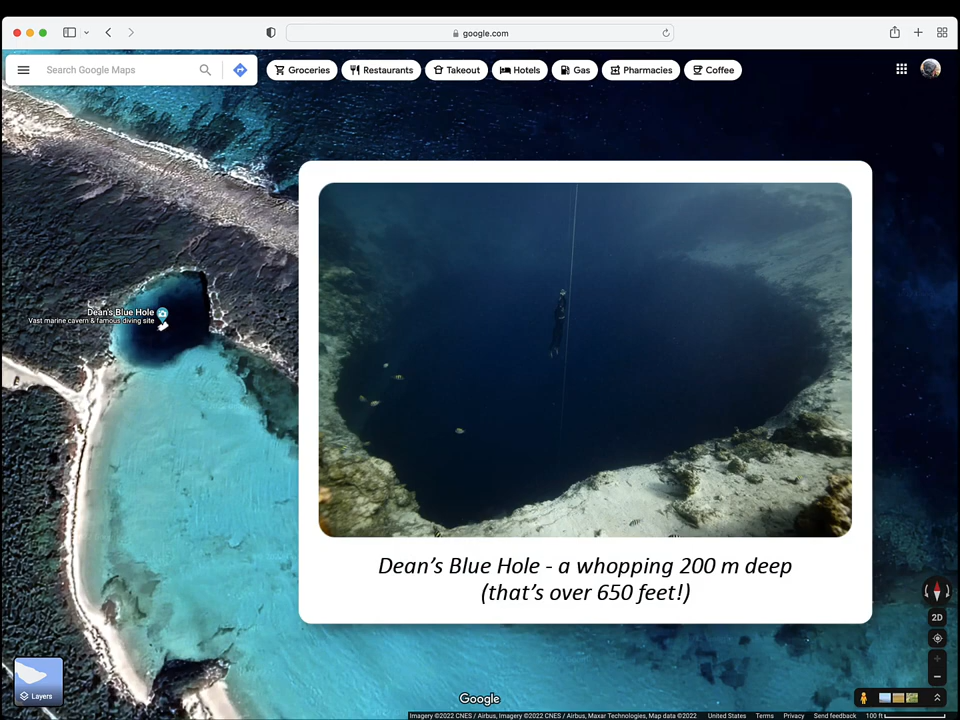 google.com
Search Google Maps
Groceries
Restaurants
Takeout
Hotels
Gas
Pharmacies
Coffee
Dean's Blue Hole
Vast marine cavern & famous diving site
Dean's Blue Hole - a whopping 200 m deep
(that's over 650 feet!)
2D
Layers
Google
Imagery ©2022 CNES / Airbus, Imagery ©2022 CNES / Airbus, Maxar Technologies, Map data ©2022 United States Terms Privacy Send feedback 100 ft